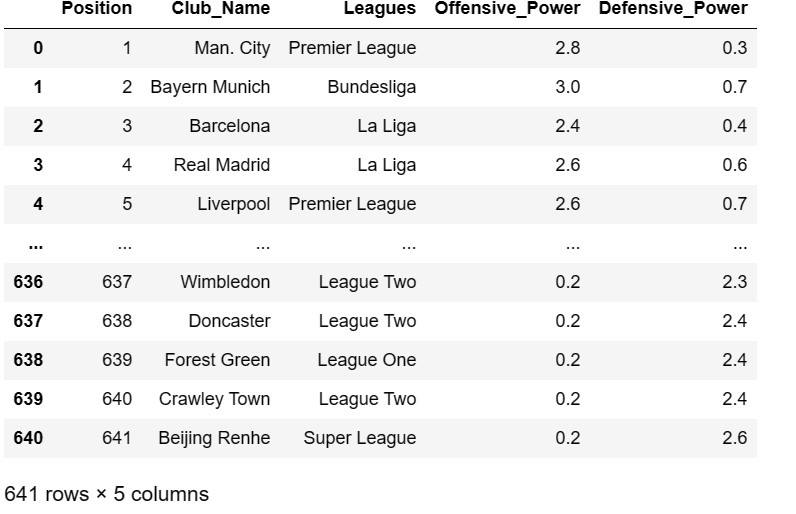 Position Club_Name Leagues Offensive_Power Defensive_Power
0 1 Man. City Premier League 2.8 0.3
1 2 Bayern Munich Bundesliga 3.0 0.7
2 3 Barcelona La Liga 2.4 0.4
3 4 Real Madrid La Liga 2.6 0.6
4 5 Liverpool Premier League 2.6 0.7
... ... ... ... ... ...
636 637 Wimbledon League Two 0.2 2.3
637 638 Doncaster League Two 0.2 2.4
638 639 Forest Green League One 0.2 2.4
639 640 Crawley Town League Two 0.2 2.4
640 641 Beijing Renhe Super League 0.2 2.6
641 rows × 5 columns